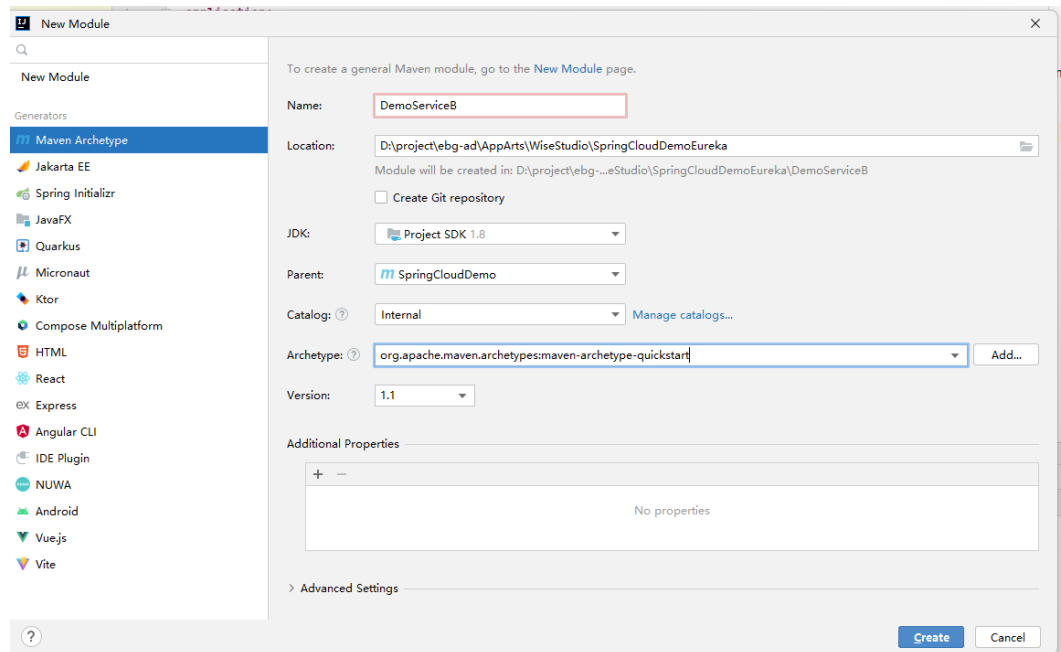 New Module
New Module
Generators
Maven Archetype
Jakarta EE
Spring Initializr
JavaFX
Quarkus
Micronaut
Ktor
Compose Multiplatform
HTML
React
Express
Angular CLI
IDE Plugin
NUWA
Android
Vue.js
Vite
To create a general Maven module, go to the New Module page.
Name: DemoServiceB
Location: D:\project\ebg-ad\AppArts\WiseStudio\SpringCloudDemoEureka
Module will be created in: D:\project\ebg-...eStudio\SpringCloudDemoEureka\DemoServiceB
Create Git repository
JDK: Project SDK 1.8
Parent: m SpringCloudDemo
Catalog: ? Internal Manage catalogs...
Archetype: ? org.apache.maven.archetypes:maven-archetype-quickstart Add...
Version: 1.1
Additional Properties
+ −
No properties
> Advanced Settings
? Create Cancel